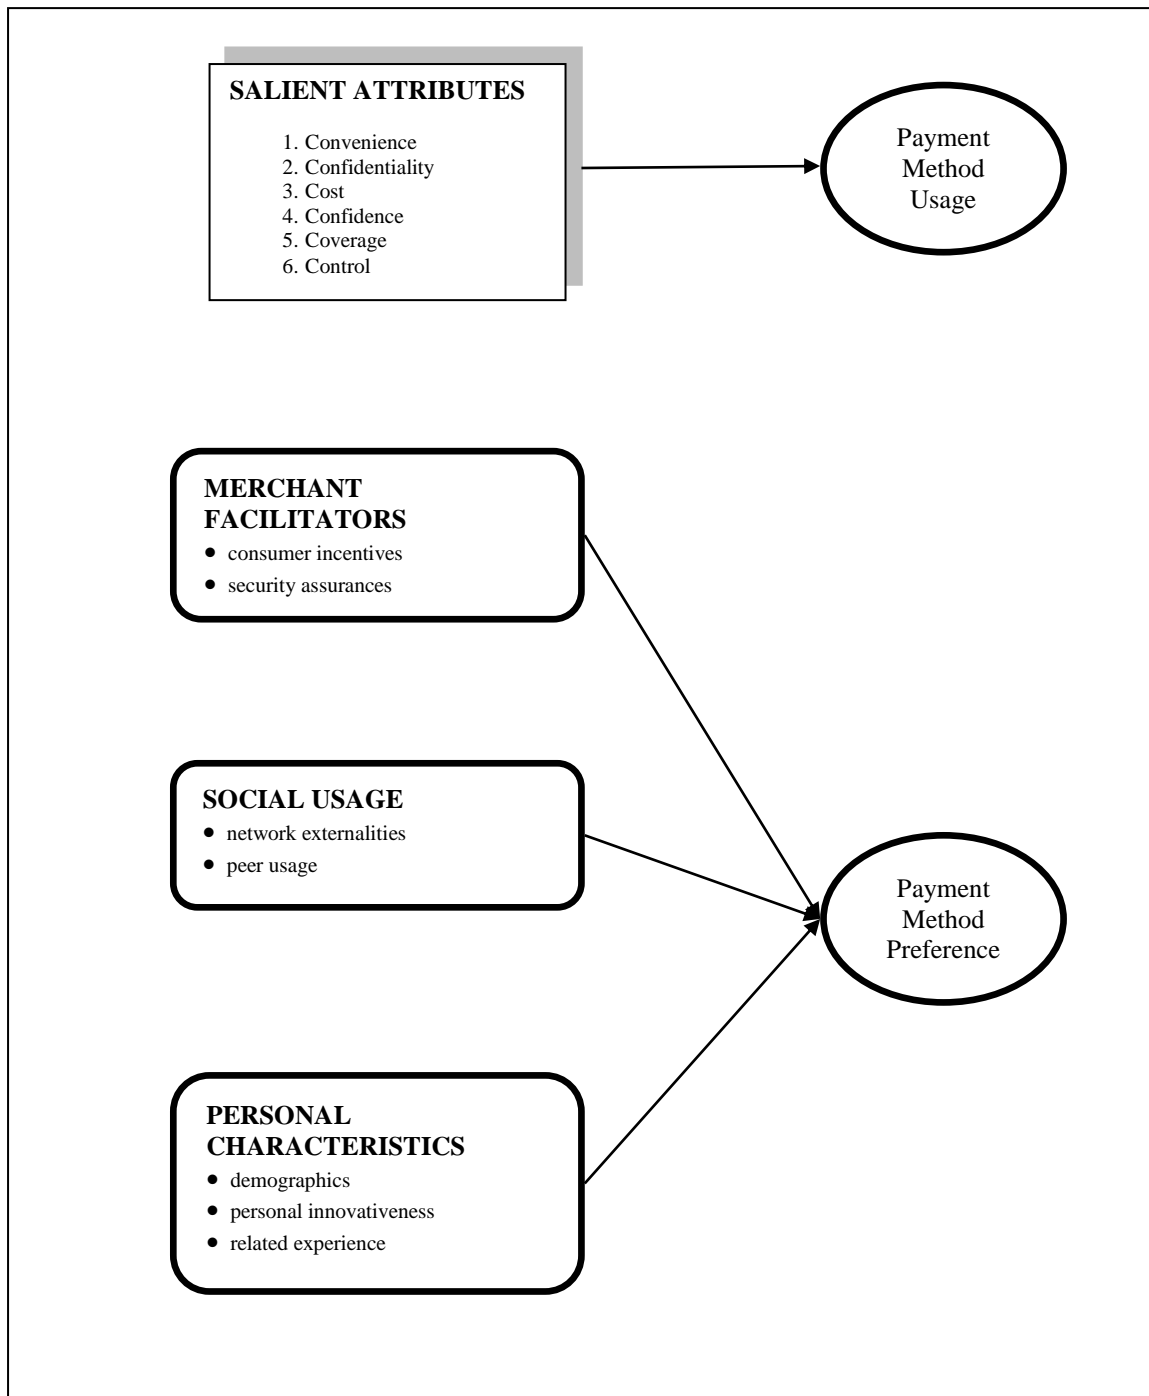 SALIENT ATTRIBUTES
1. Convenience
2. Confidentiality
3. Cost
4. Confidence
5. Coverage
6. Control
Payment
Method
Usage
MERCHANT
FACILITATORS
● consumer incentives
● security assurances
SOCIAL USAGE
● network externalities
● peer usage
Payment
Method
Preference
PERSONAL
CHARACTERISTICS
● demographics
● personal innovativeness
● related experience